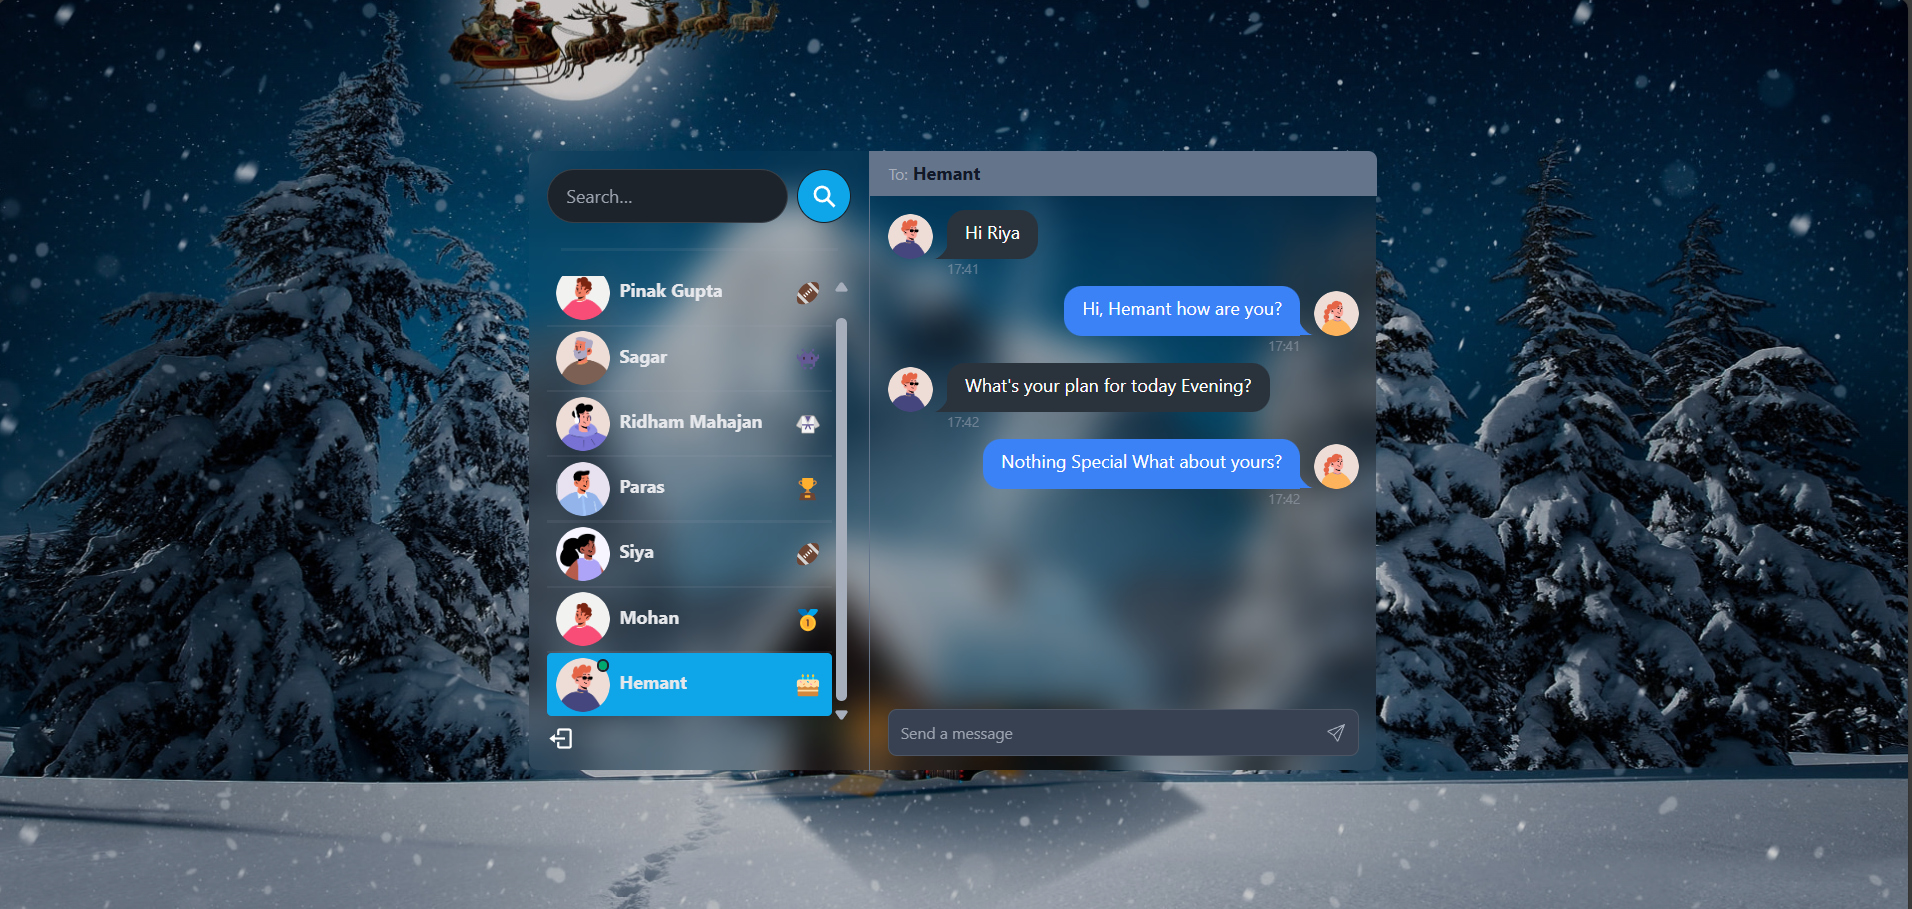 Search...
Pinak Gupta
Sagar
Ridham Mahajan
Paras
Siya
Mohan
Hemant
To: Hemant
Hi Riya
17:41
Hi, Hemant how are you?
17:41
What's your plan for today Evening?
17:42
Nothing Special What about yours?
17:42
Send a message